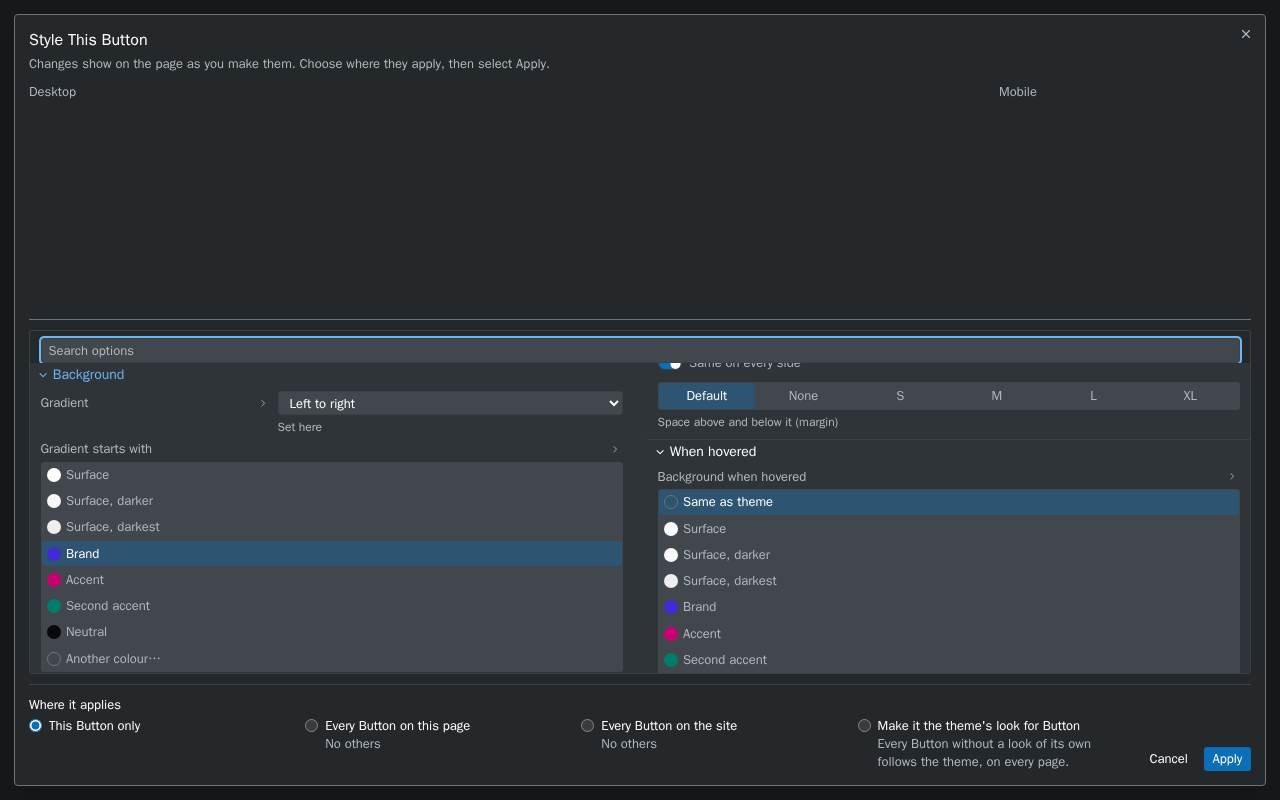 Style This Button
Changes show on the page as you make them. Choose where they apply, then select Apply.
Desktop
Mobile
Search options
Background
Gradient
Left to right
Set here
Gradient starts with
Surface
Surface, darker
Surface, darkest
Brand
Accent
Second accent
Neutral
Another colour···
Same on every side
Default None S M L XL
Space above and below it (margin)
When hovered
Background when hovered
Same as theme
Surface
Surface, darker
Surface, darkest
Brand
Accent
Second accent
Where it applies
This Button only
Every Button on this page
No others
Every Button on the site
No others
Make it the theme's look for Button
Every Button without a look of its own
follows the theme, on every page.
Cancel
Apply